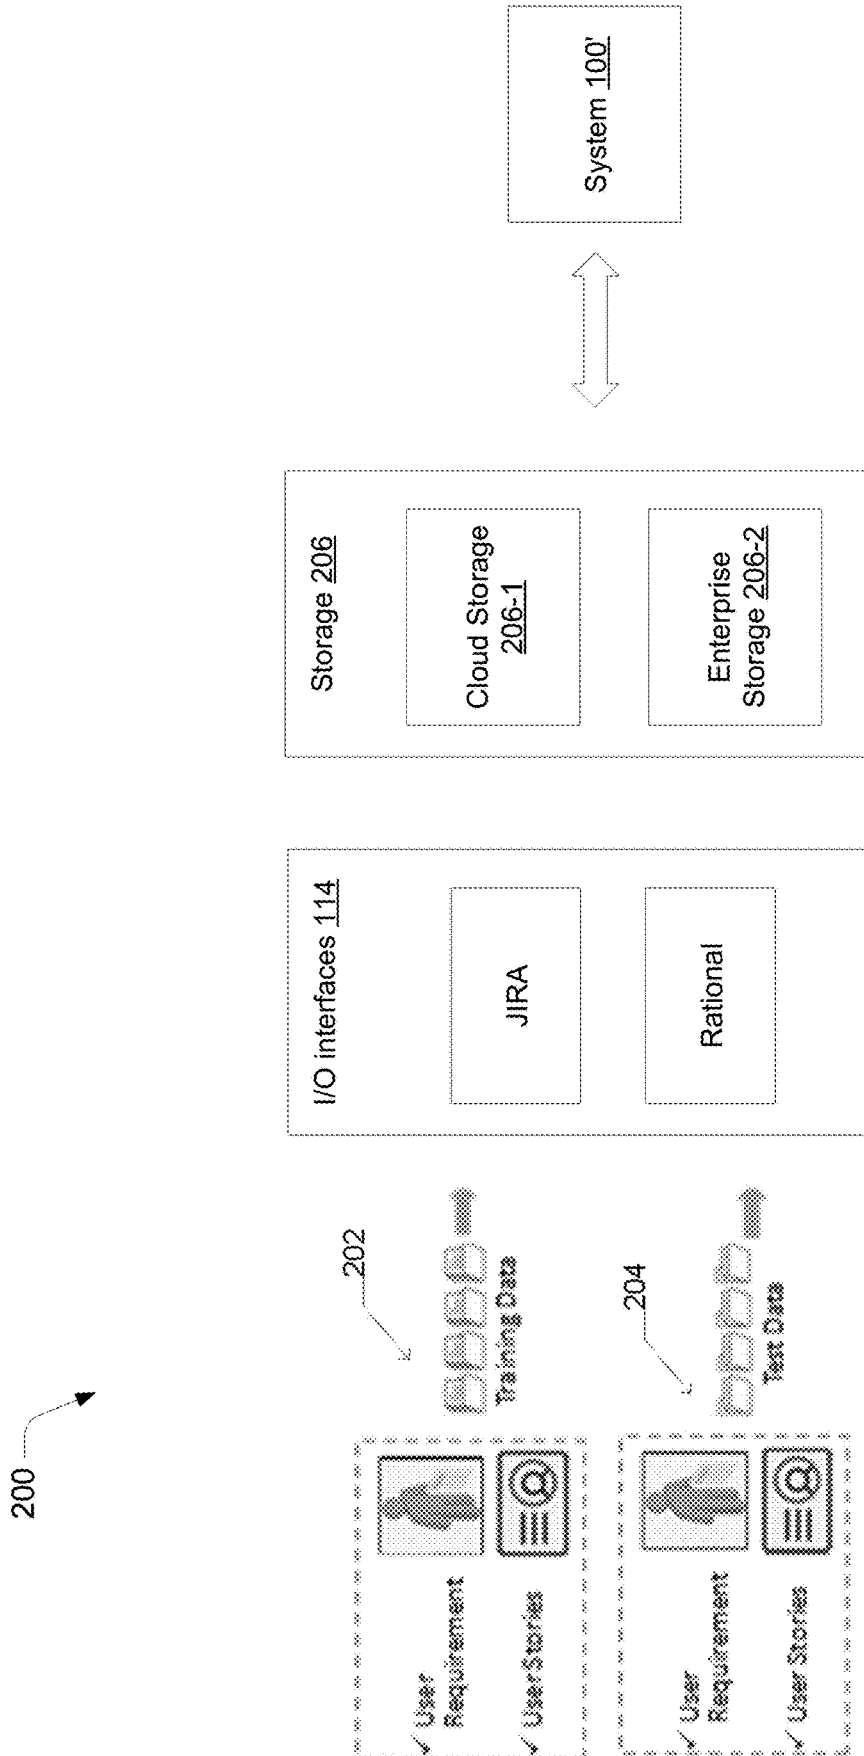 200
✓ User
Requirement
✓ User Stories
202
Training Data
✓ User
Requirement
✓ User Stories
204
Test Data
I/O interfaces 114
JIRA
Rational
Storage 206
Cloud Storage
206-1
Enterprise
Storage 206-2
System 100'